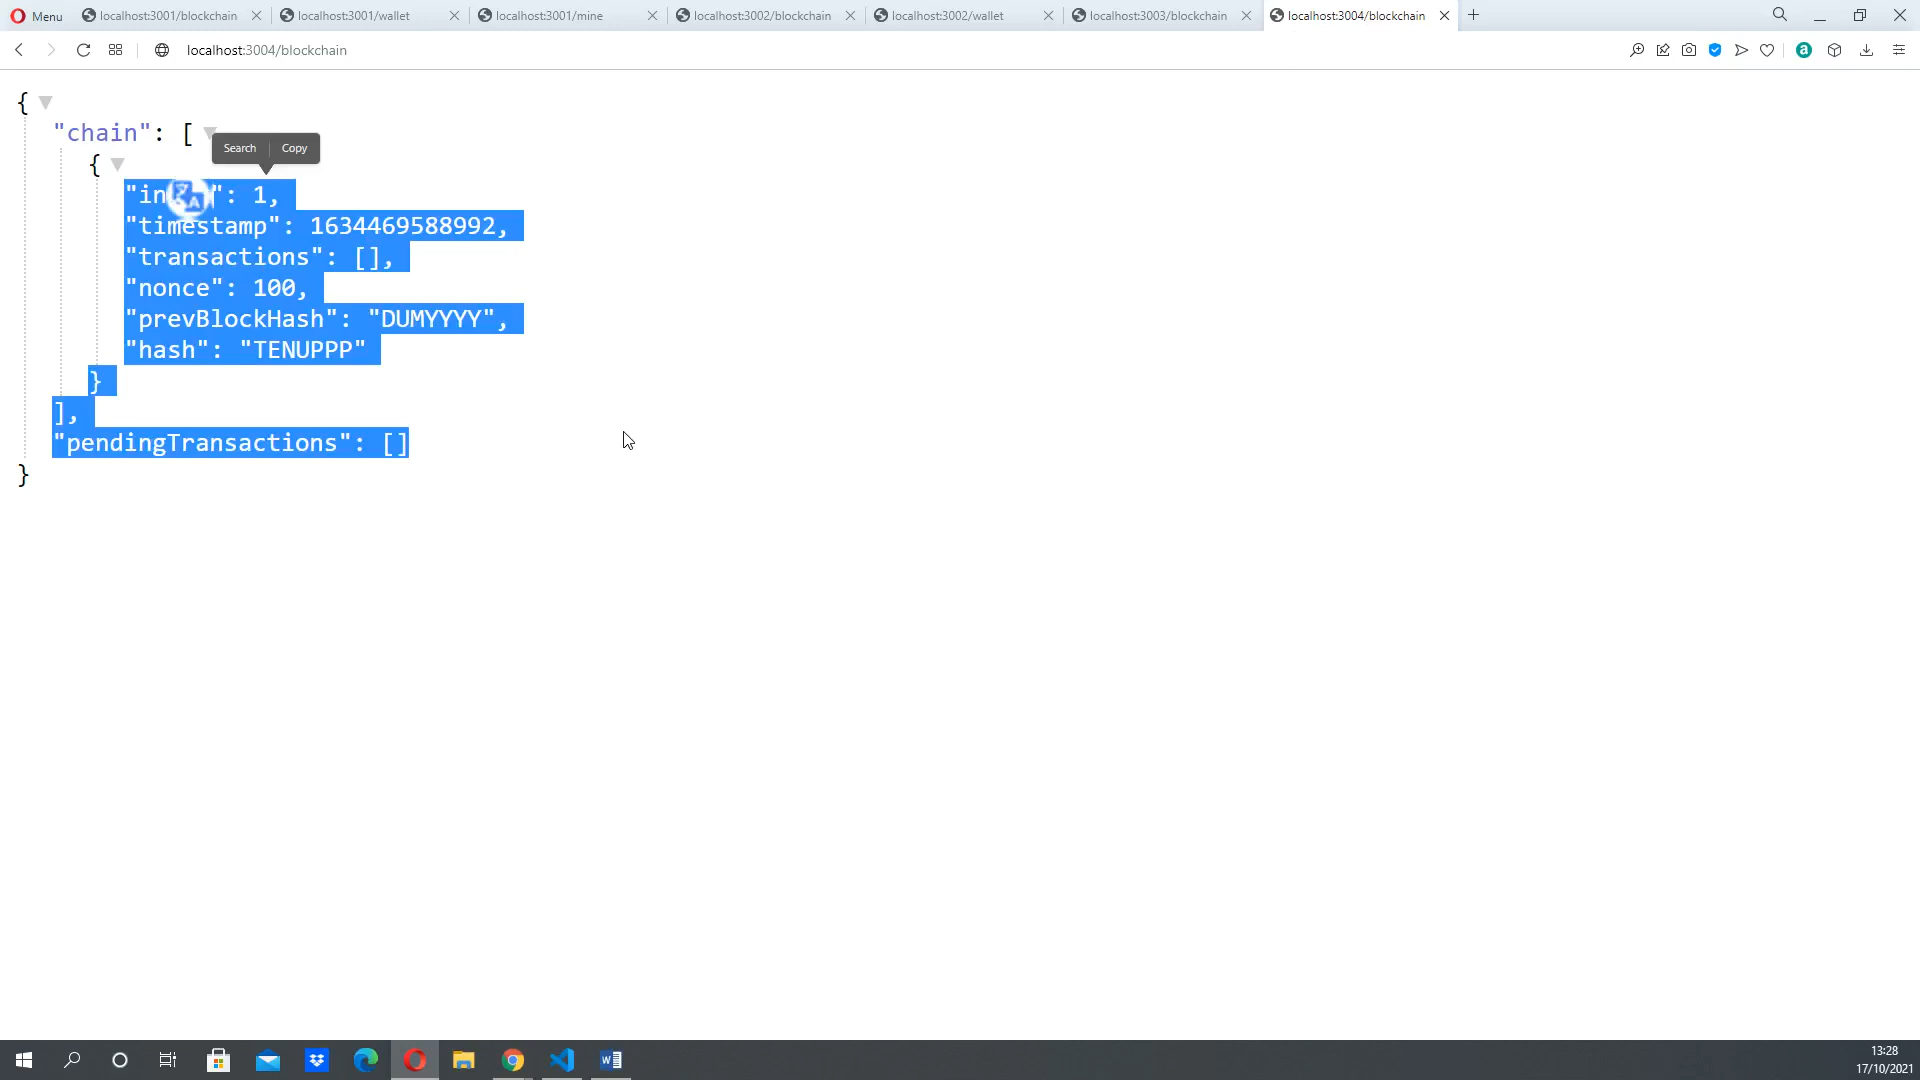 Menu
localhost:3001/blockchain
localhost:3001/wallet
localhost:3001/mine
localhost:3002/blockchain
localhost:3002/wallet
localhost:3003/blockchain
localhost:3004/blockchain
localhost:3004/blockchain
{
"chain": [
Search Copy
{
"in": 1,
"timestamp": 1634469588992,
"transactions": [],
"nonce": 100,
"prevBlockHash": "DUMYYYY",
"hash": "TENUPPP"
}
],
"pendingTransactions": []
}
13:28
17/10/2021